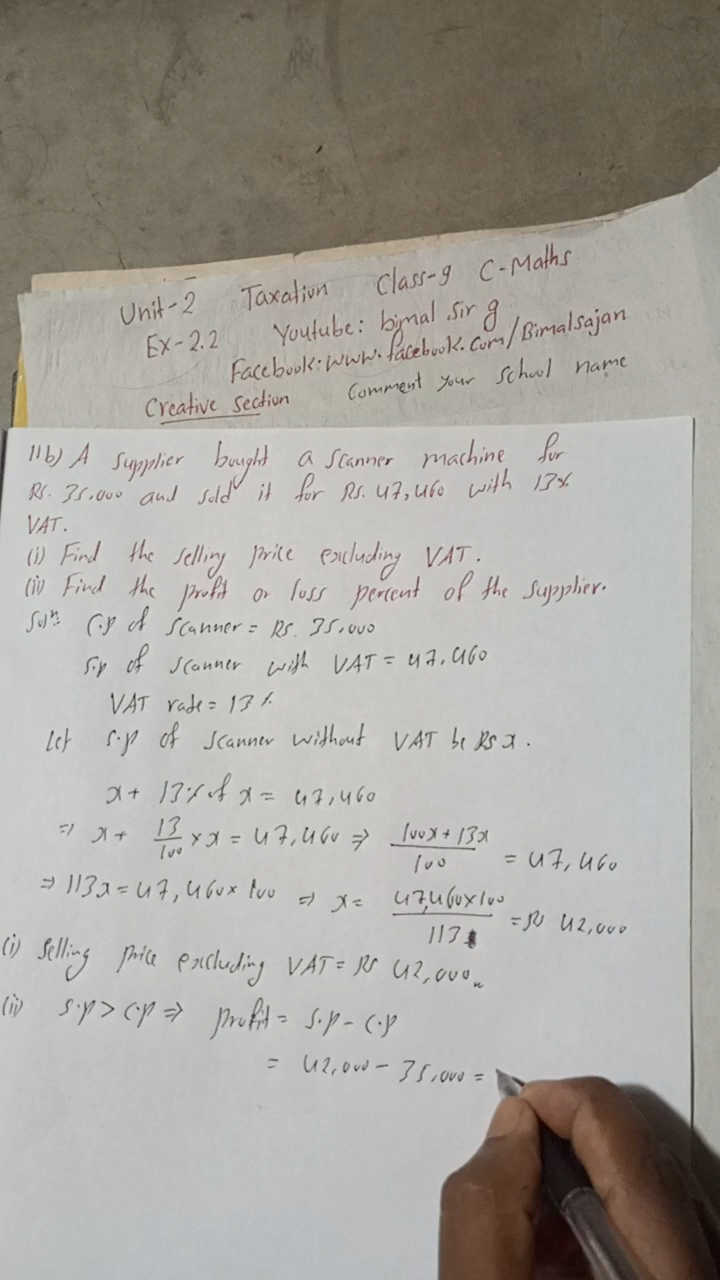 Unit-2 Taxation Class-9 C-Maths
Ex-2.2 Youtube: bimal sir g
Facebook: www.facebook.com/Bimalsajan
Creative section Comment your school name
11b) A supplier bought a scanner machine for
Rs. 35,000 and sold it for Rs. 47,460 with 13%
VAT.
(i) Find the selling price excluding VAT.
(ii) Find the profit or loss percent of the supplier.
Solⁿ C.p of scanner = Rs. 35,000
S.p of scanner with VAT = 47,460
VAT rate = 13%
Let s.p of scanner without VAT be Rs x.
x + 13% of x = 47,460
⇒ x + 13/100 × x = 47,460 ⇒ (100x + 13x)/100 = 47,460
⇒ 113x = 47,460 × 100 ⇒ x = (47,460 × 100)/113 = Rs 42,000
(i) Selling price excluding VAT = Rs 42,000
(ii) S.p > C.p ⇒ profit = S.p - C.p
= 42,000 - 35,000 =